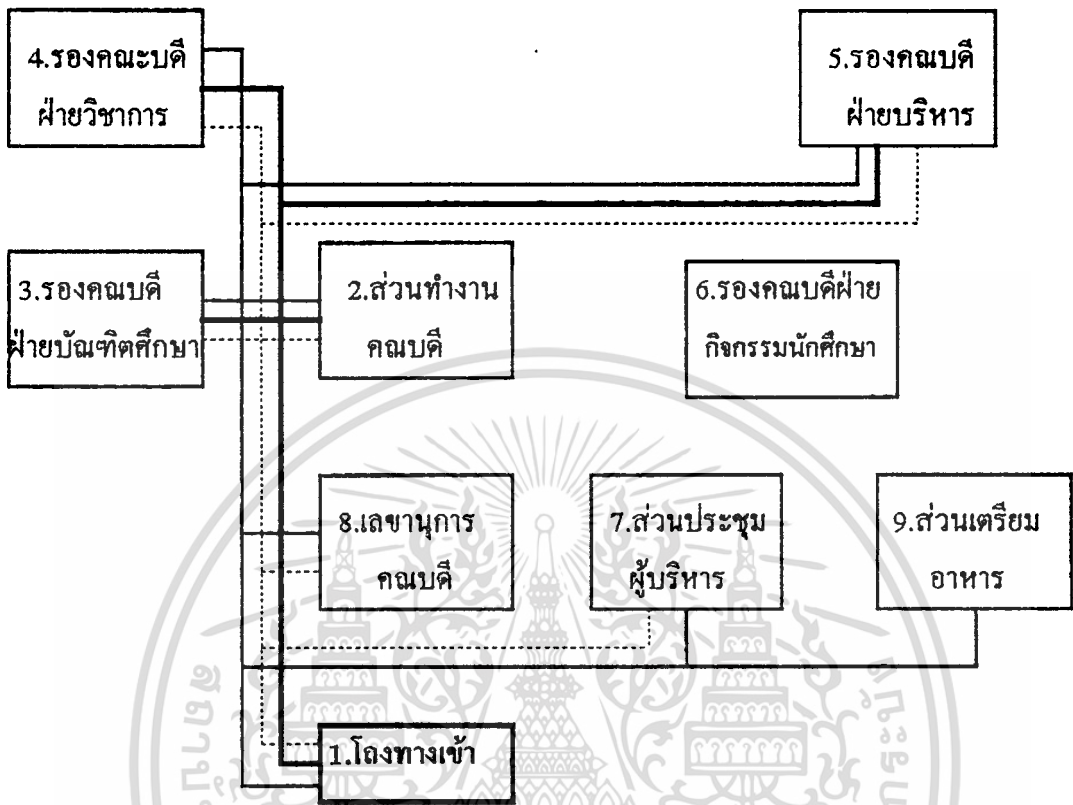 4.รองคณะบดี
ฝ่ายวิชาการ
5.รองคณบดี
ฝ่ายบริหาร
3.รองคณบดี
ฝ่ายบัณฑิตศึกษา
2.ส่วนทำงาน
คณบดี
6.รองคณบดีฝ่าย
กิจกรรมนักศึกษา
8.เลขานุการ
คณบดี
7.ส่วนประชุม
ผู้บริหาร
9.ส่วนเตรียม
อาหาร
1.โถงทางเข้า